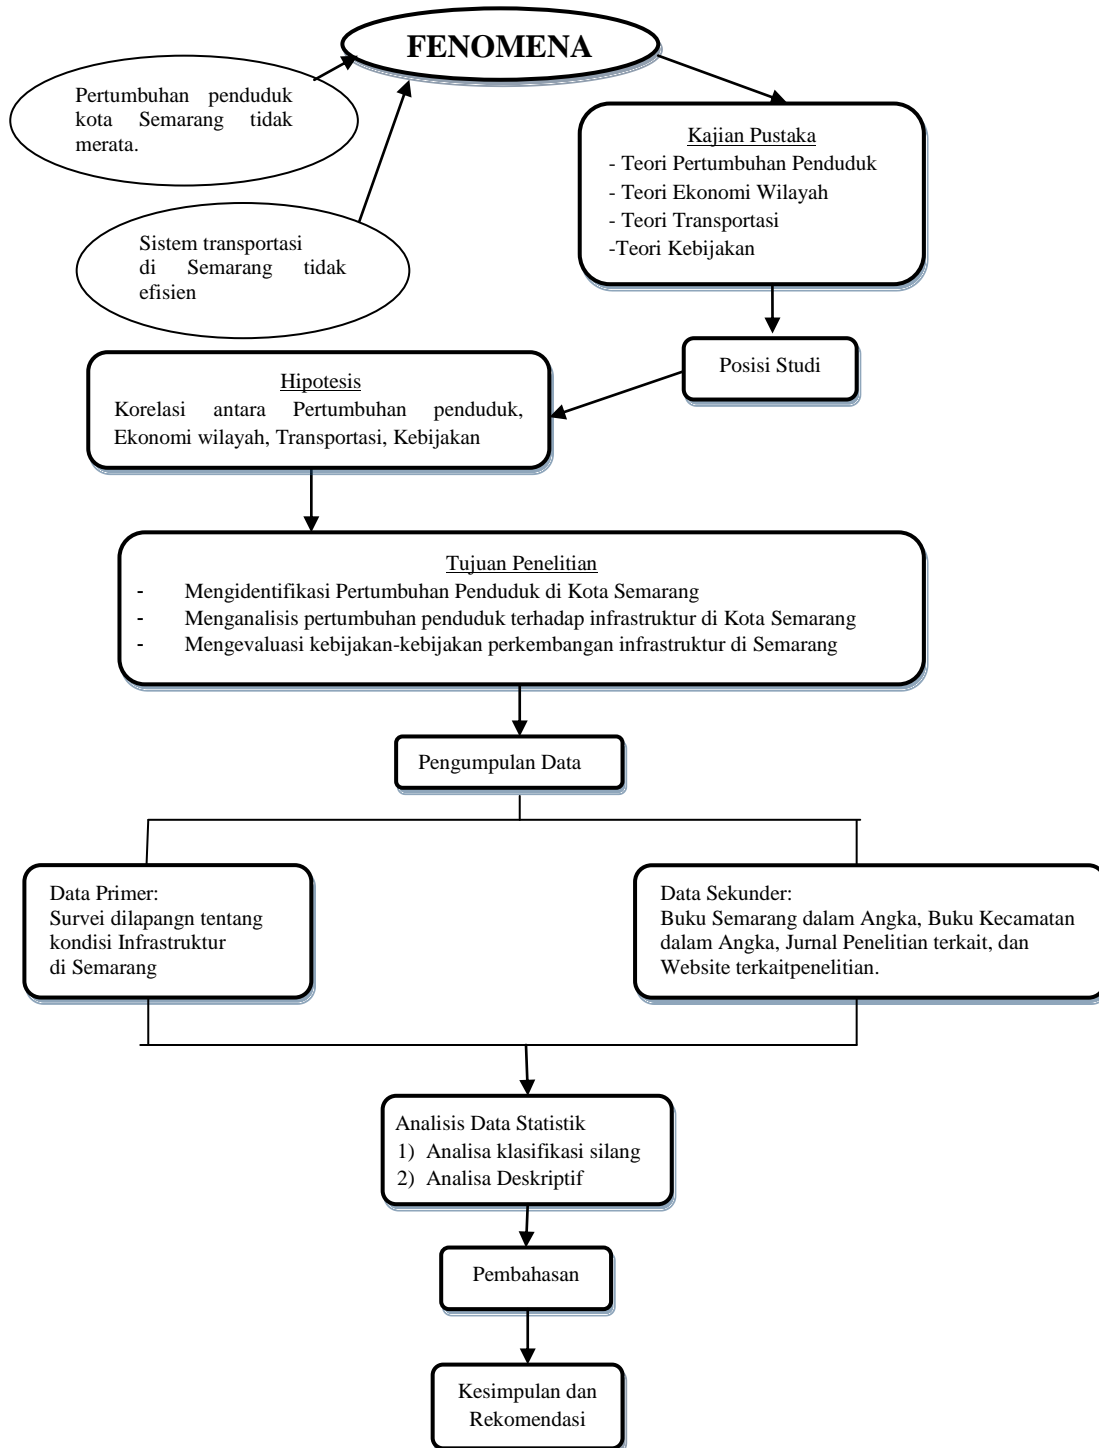 FENOMENA
Pertumbuhan penduduk
kota Semarang tidak
merata.
Sistem transportasi
di Semarang tidak
efisien
Kajian Pustaka
- Teori Pertumbuhan Penduduk
- Teori Ekonomi Wilayah
- Teori Transportasi
-Teori Kebijakan
Posisi Studi
Hipotesis
Korelasi antara Pertumbuhan penduduk,
Ekonomi wilayah, Transportasi, Kebijakan
Tujuan Penelitian
- Mengidentifikasi Pertumbuhan Penduduk di Kota Semarang
- Menganalisis pertumbuhan penduduk terhadap infrastruktur di Kota Semarang
- Mengevaluasi kebijakan-kebijakan perkembangan infrastruktur di Semarang
Pengumpulan Data
Data Primer:
Survei dilapangn tentang
kondisi Infrastruktur
di Semarang
Data Sekunder:
Buku Semarang dalam Angka, Buku Kecamatan
dalam Angka, Jurnal Penelitian terkait, dan
Website terkaitpenelitian.
Analisis Data Statistik
1) Analisa klasifikasi silang
2) Analisa Deskriptif
Pembahasan
Kesimpulan dan
Rekomendasi